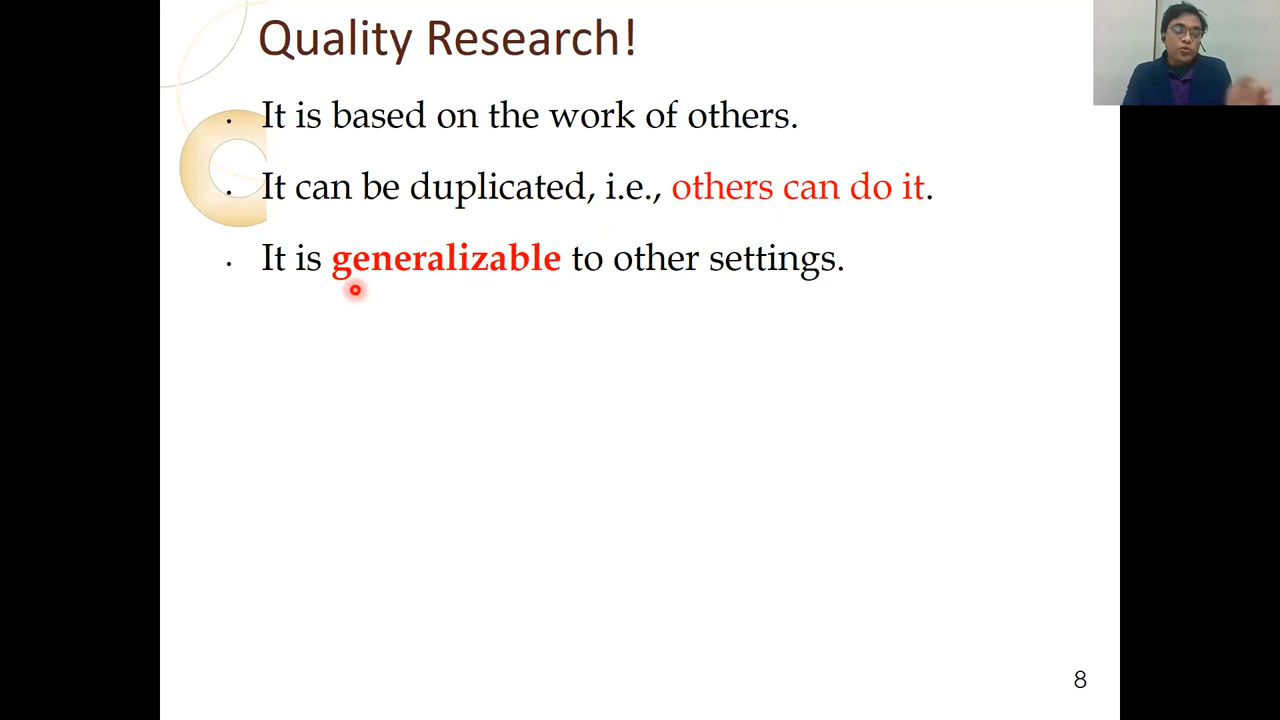 Quality Research!
· It is based on the work of others.
· It can be duplicated, i.e., others can do it.
· It is generalizable to other settings.
8